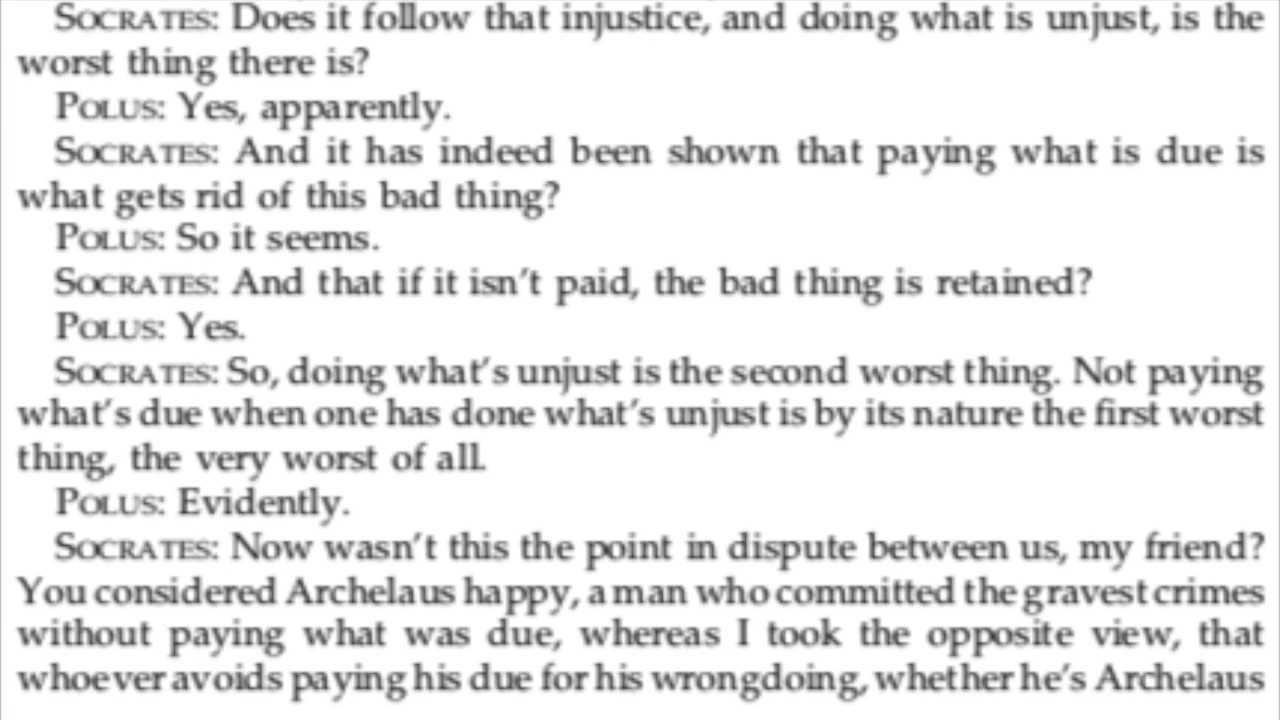 SOCRATES: Does it follow that injustice, and doing what is unjust, is the
worst thing there is?
POLUS: Yes, apparently.
SOCRATES: And it has indeed been shown that paying what is due is
what gets rid of this bad thing?
POLUS: So it seems.
SOCRATES: And that if it isn't paid, the bad thing is retained?
POLUS: Yes.
SOCRATES: So, doing what's unjust is the second worst thing. Not paying
what's due when one has done what's unjust is by its nature the first worst
thing, the very worst of all.
POLUS: Evidently.
SOCRATES: Now wasn't this the point in dispute between us, my friend?
You considered Archelaus happy, a man who committed the gravest crimes
without paying what was due, whereas I took the opposite view, that
whoever avoids paying his due for his wrongdoing, whether he's Archelaus